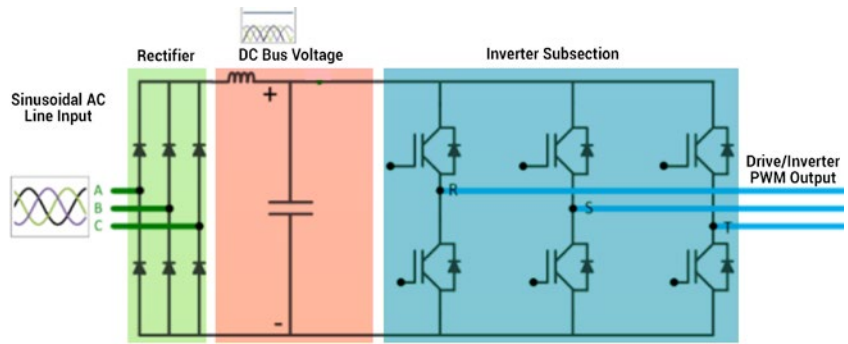 Rectifier
DC Bus Voltage
Inverter Subsection
Sinusoidal AC
Line Input
+
A
B
C
R
S
T
Drive/Inverter
PWM Output
-